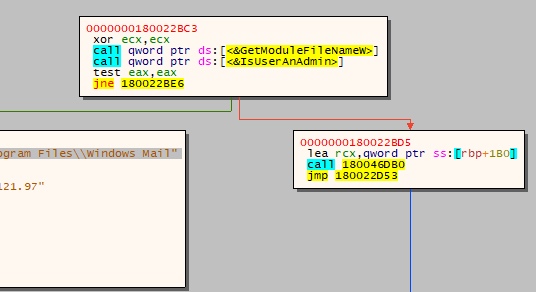 0000000180022BC3
xor ecx,ecx
call qword ptr ds:[<&GetModuleFileNameW>]
call qword ptr ds:[<&IsUserAnAdmin>]
test eax,eax
jne 180022BE6
ogram Files\\Windows Mail"
121.97"
0000000180022BD5
lea rcx,qword ptr ss:[rbp+1B0]
call 180046DB0
jmp 180022D53